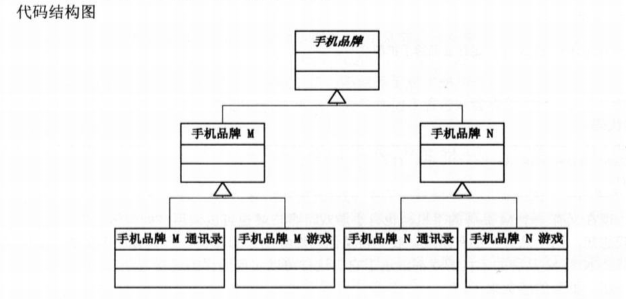 代码结构图
手机品牌
手机品牌 M
手机品牌 N
手机品牌 M 通讯录
手机品牌 M 游戏
手机品牌 N 通讯录
手机品牌 N 游戏